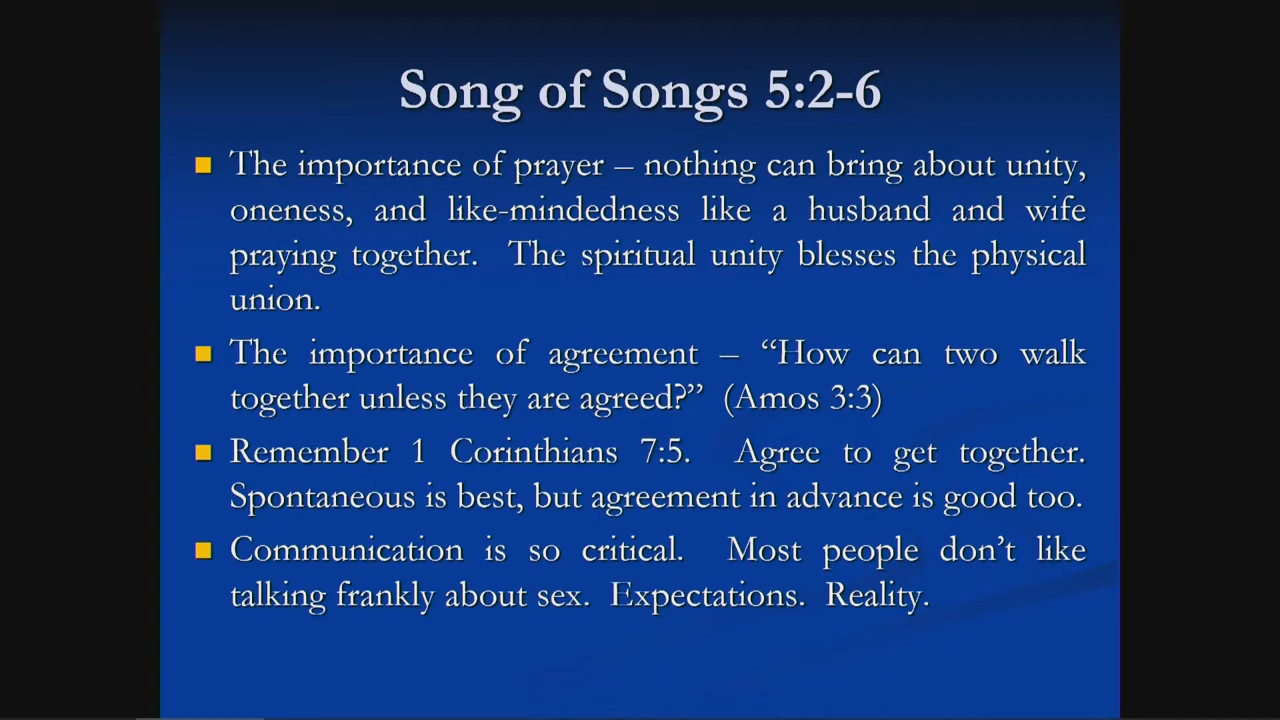 Song of Songs 5:2-6
The importance of prayer – nothing can bring about unity,
oneness, and like-mindedness like a husband and wife
praying together. The spiritual unity blesses the physical
union.
The importance of agreement – “How can two walk
together unless they are agreed?” (Amos 3:3)
Remember 1 Corinthians 7:5. Agree to get together.
Spontaneous is best, but agreement in advance is good too.
Communication is so critical. Most people don’t like
talking frankly about sex. Expectations. Reality.